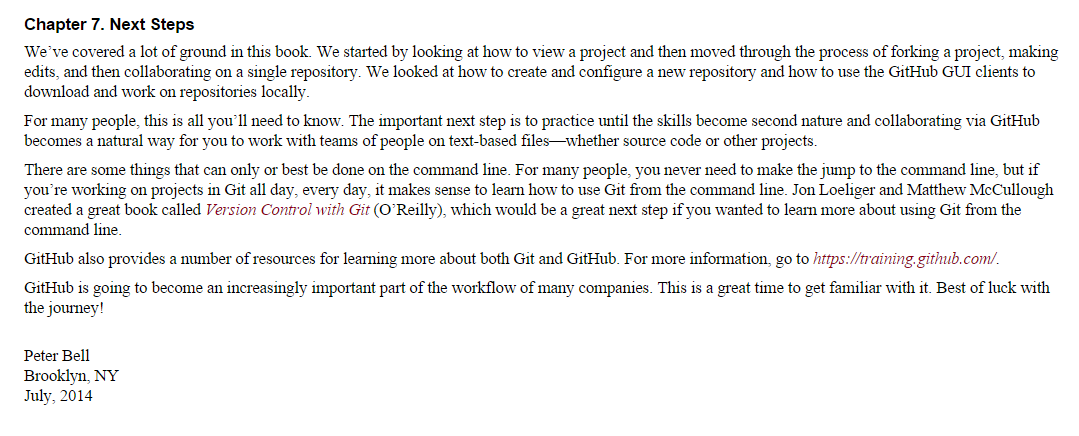 Chapter 7. Next Steps
We’ve covered a lot of ground in this book. We started by looking at how to view a project and then moved through the process of forking a project, making
edits, and then collaborating on a single repository. We looked at how to create and configure a new repository and how to use the GitHub GUI clients to
download and work on repositories locally.
For many people, this is all you’ll need to know. The important next step is to practice until the skills become second nature and collaborating via GitHub
becomes a natural way for you to work with teams of people on text-based files—whether source code or other projects.
There are some things that can only or best be done on the command line. For many people, you never need to make the jump to the command line, but if
you’re working on projects in Git all day, every day, it makes sense to learn how to use Git from the command line. Jon Loeliger and Matthew McCullough
created a great book called Version Control with Git (O’Reilly), which would be a great next step if you wanted to learn more about using Git from the
command line.
GitHub also provides a number of resources for learning more about both Git and GitHub. For more information, go to https://training.github.com/.
GitHub is going to become an increasingly important part of the workflow of many companies. This is a great time to get familiar with it. Best of luck with
the journey!
Peter Bell
Brooklyn, NY
July, 2014